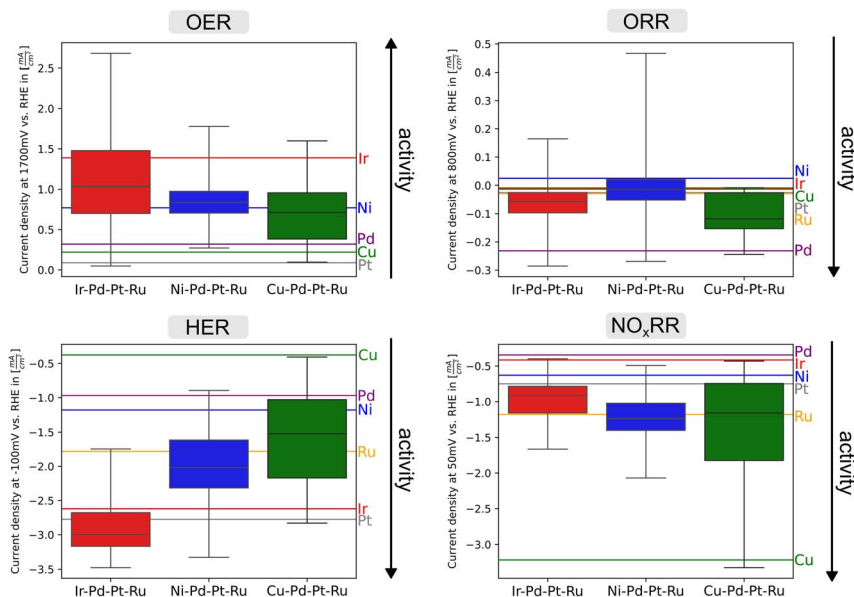 OER
Current density at 1700mV vs. RHE in [mA/cm²]
2.5
2.0
1.5
1.0
0.5
0.0
Ir
Ni
Pd
Cu
Pt
Ir-Pd-Pt-Ru
Ni-Pd-Pt-Ru
Cu-Pd-Pt-Ru
activity
ORR
Current density at 800mV vs. RHE in [mA/cm²]
0.5
0.4
0.3
0.2
0.1
0.0
−0.1
−0.2
−0.3
Ni
Ir
Cu
Pt
Ru
Pd
Ir-Pd-Pt-Ru
Ni-Pd-Pt-Ru
Cu-Pd-Pt-Ru
activity
HER
Current density at -100mV vs. RHE in [mA/cm²]
−0.5
−1.0
−1.5
−2.0
−2.5
−3.0
−3.5
Cu
Pd
Ni
Ru
Ir
Pt
Ir-Pd-Pt-Ru
Ni-Pd-Pt-Ru
Cu-Pd-Pt-Ru
activity
NOₓRR
Current density at 50mV vs. RHE in [mA/cm²]
−0.5
−1.0
−1.5
−2.0
−2.5
−3.0
Pd
Ir
Ni
Pt
Ru
Cu
Ir-Pd-Pt-Ru
Ni-Pd-Pt-Ru
Cu-Pd-Pt-Ru
activity